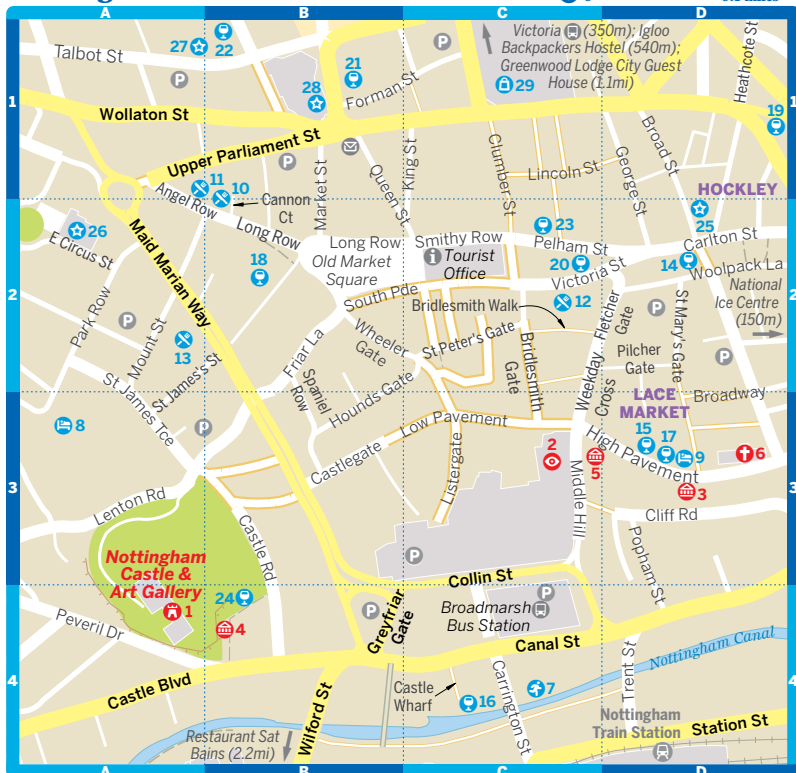 A
B
C
D
Talbot St
27
22
21
28
Forman St
Victoria (350m); Igloo
Backpackers Hostel (540m);
Greenwood Lodge City Guest
House (1.1mi)
29
Heathcote St
19
1
1
Wollaton St
Upper Parliament St
Market St
Queen St
King St
Clumber St
Lincoln St
George St
Broad St
HOCKLEY
11
10
Cannon
Ct
Angel Row
Long Row
Long Row
Old Market
Square
Smithy Row
Tourist
Office
23
Pelham St
25
Carlton St
26
E Circus St
Maid Marian Way
18
20
Victoria St
14
Woolpack La
2
2
South Pde
Bridlesmith Walk
12
National
Ice Centre
(150m)
Park Row
Mount St
13
Friar La
Wheeler
Gate
St Peter's Gate
Bridlesmith
Gate
Fletcher
Gate
Weekday
Cross
Pilcher
Gate
St Mary's Gate
St James's St
St James Tce
Spaniel
Row
Hounds Gate
Broadway
LACE
MARKET
8
Castlegate
Low Pavement
Listergate
2
5
15
17
9
6
High Pavement
3
3
3
Middle Hill
Cliff Rd
Lenton Rd
Castle Rd
Popham St
Nottingham
Castle &
Art Gallery
1
24
4
Collin St
Greyfriar
Gate
Broadmarsh
Bus Station
Peveril Dr
Canal St
Castle Blvd
Nottingham Canal
Trent St
Castle
Wharf
16
7
Carrington St
4
4
Wilford St
Restaurant Sat
Bains (2.2mi)
Nottingham
Train Station
Station St
A
B
C
D